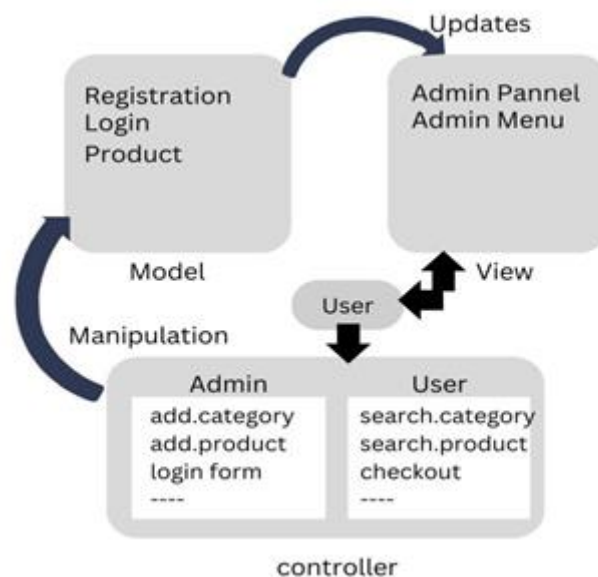 Updates
Registration
Login
Product
Admin Pannel
Admin Menu
Model
View
User
Manipulation
Admin
add.category
add.product
login form
----
User
search.category
search.product
checkout
----
controller